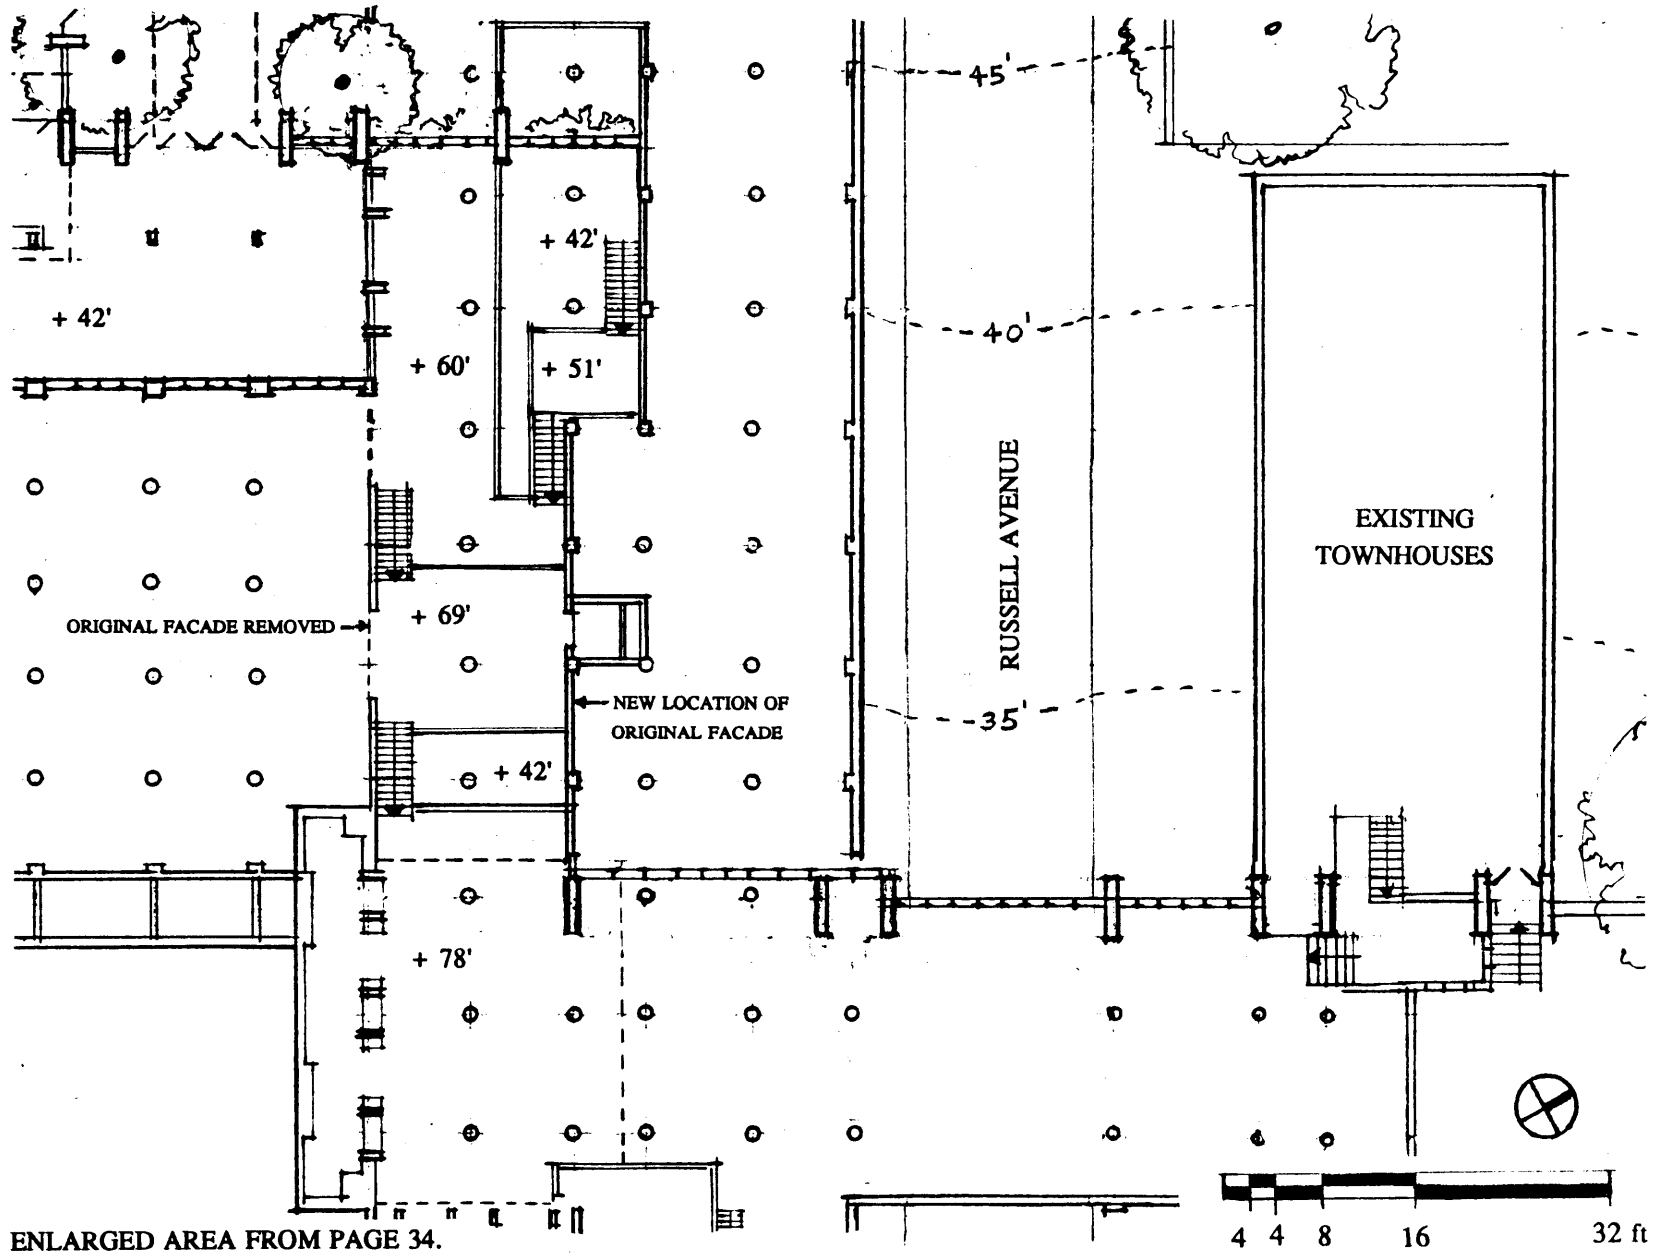 45'
+ 42'
+ 42'
40'
+ 60'
+ 51'
RUSSELL AVENUE
EXISTING
TOWNHOUSES
+ 69'
ORIGINAL FACADE REMOVED
NEW LOCATION OF
ORIGINAL FACADE
35'
+ 42'
+ 78'
4 4 8 16 32 ft
ENLARGED AREA FROM PAGE 34.